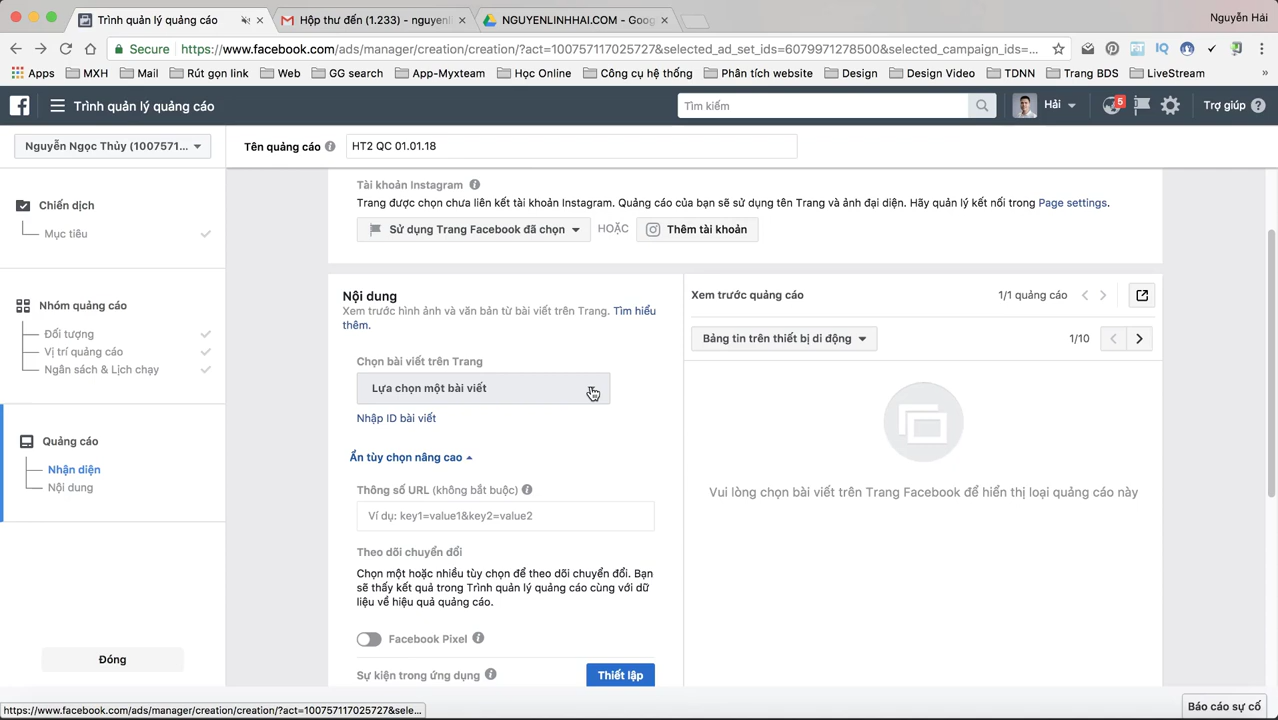 Trình quản lý quảng cáo
Hộp thư đến (1.233) - nguyenlin
NGUYENLINHHAI.COM - Goog
Nguyễn Hải
Secure
https://www.facebook.com/ads/manager/creation/creation/?act=100757117025727&selected_ad_set_ids=6079971278500&selected_campaign_ids=...
Apps MXH Mail Rút gọn link Web GG search App-Myxteam Học Online Công cụ hệ thống Phân tích website Design Design Video TDNN Trang BDS LiveStream »
Trình quản lý quảng cáo
Tìm kiếm
Hải
5
Trợ giúp
Nguyễn Ngọc Thủy (1007571...
Tên quảng cáo
HT2 QC 01.01.18
Chiến dịch
Mục tiêu
Nhóm quảng cáo
Đối tượng
Vị trí quảng cáo
Ngân sách & Lịch chạy
Quảng cáo
Nhận diện
Nội dung
Đóng
Tài khoản Instagram
Trang được chọn chưa liên kết tài khoản Instagram. Quảng cáo của bạn sẽ sử dụng tên Trang và ảnh đại diện. Hãy quản lý kết nối trong Page settings.
Sử dụng Trang Facebook đã chọn HOẶC Thêm tài khoản
Nội dung
Xem trước hình ảnh và văn bản từ bài viết trên Trang. Tìm hiểu
thêm.
Chọn bài viết trên Trang
Lựa chọn một bài viết
Nhập ID bài viết
Ẩn tùy chọn nâng cao
Thông số URL (không bắt buộc)
Ví dụ: key1=value1&key2=value2
Theo dõi chuyển đổi
Chọn một hoặc nhiều tùy chọn để theo dõi chuyển đổi. Bạn
sẽ thấy kết quả trong Trình quản lý quảng cáo cùng với dữ
liệu về hiệu quả quảng cáo.
Facebook Pixel
Sự kiện trong ứng dụng
Thiết lập
Xem trước quảng cáo
1/1 quảng cáo
Bảng tin trên thiết bị di động
1/10
Vui lòng chọn bài viết trên Trang Facebook để hiển thị loại quảng cáo này
https://www.facebook.com/ads/manager/creation/creation/?act=100757117025727&sele...
Báo cáo sự cố